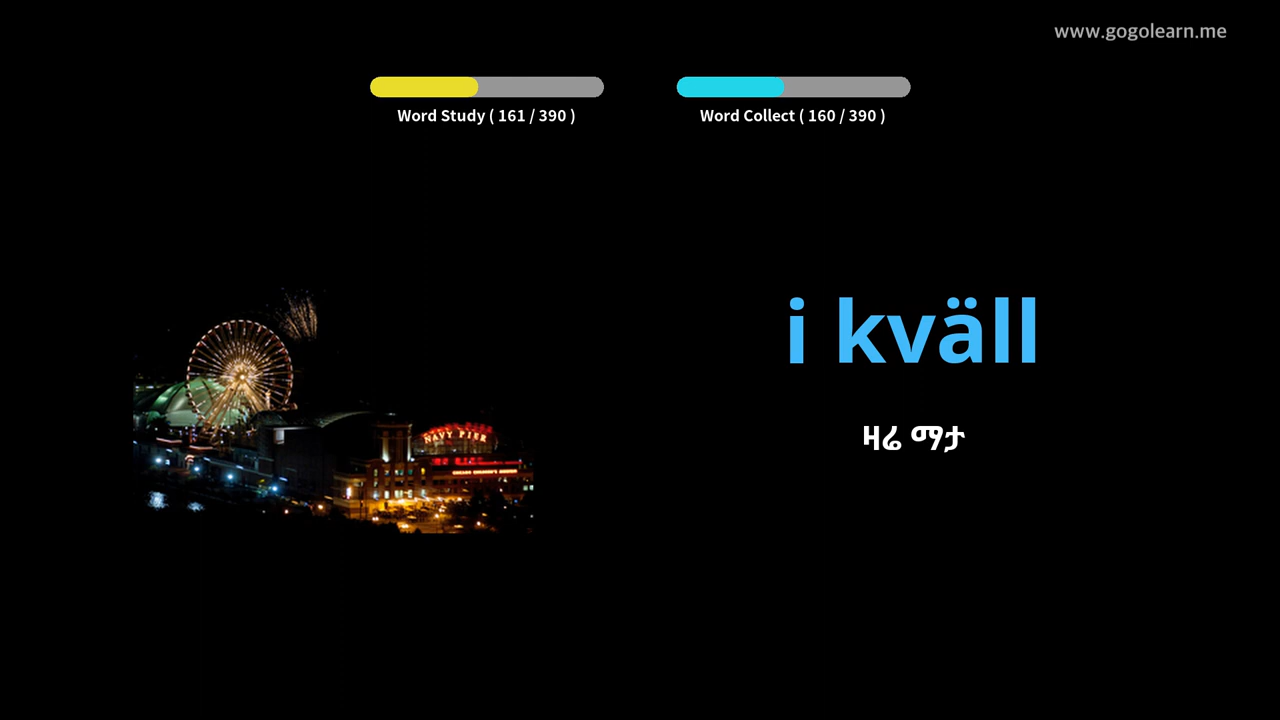 www.gogolearn.me
Word Study ( 161 / 390 )
Word Collect ( 160 / 390 )
i kväll
ዛሬ ማታ
NAVY PIER